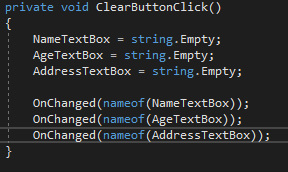 private void ClearButtonClick()
{
NameTextBox = string.Empty;
AgeTextBox = string.Empty;
AddressTextBox = string.Empty;
OnChanged(nameof(NameTextBox));
OnChanged(nameof(AgeTextBox));
OnChanged(nameof(AddressTextBox));
}